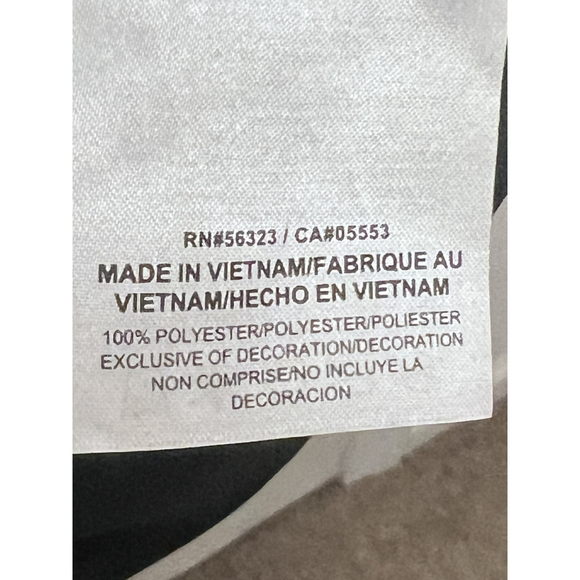 RN#56323 / CA#05553
MADE IN VIETNAM/FABRIQUE AU
VIETNAM/HECHO EN VIETNAM
100% POLYESTER/POLYESTER/POLIESTER
EXCLUSIVE OF DECORATION/DECORATION
NON COMPRISE/NO INCLUYE LA
DECORACION